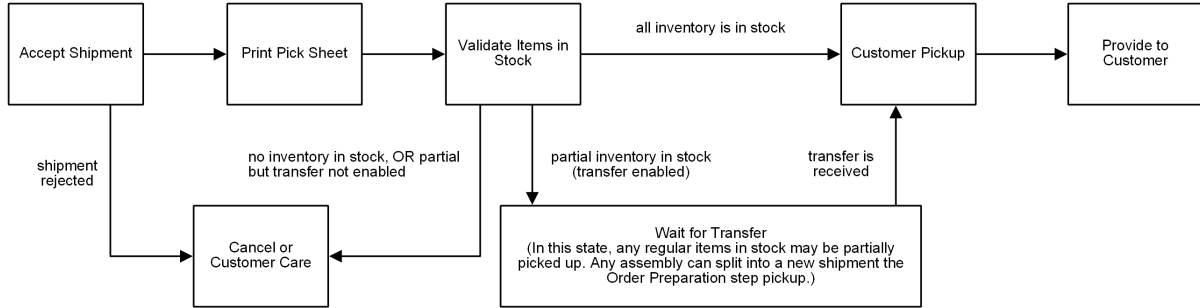 Accept Shipment
Print Pick Sheet
Validate Items in
Stock
all inventory is in stock
Customer Pickup
Provide to
Customer
shipment
rejected
no inventory in stock, OR partial
but transfer not enabled
partial inventory in stock
(transfer enabled)
transfer is
received
Cancel or
Customer Care
Wait for Transfer
(In this state, any regular items in stock may be partially
picked up. Any assembly can split into a new shipment the
Order Preparation step pickup.)